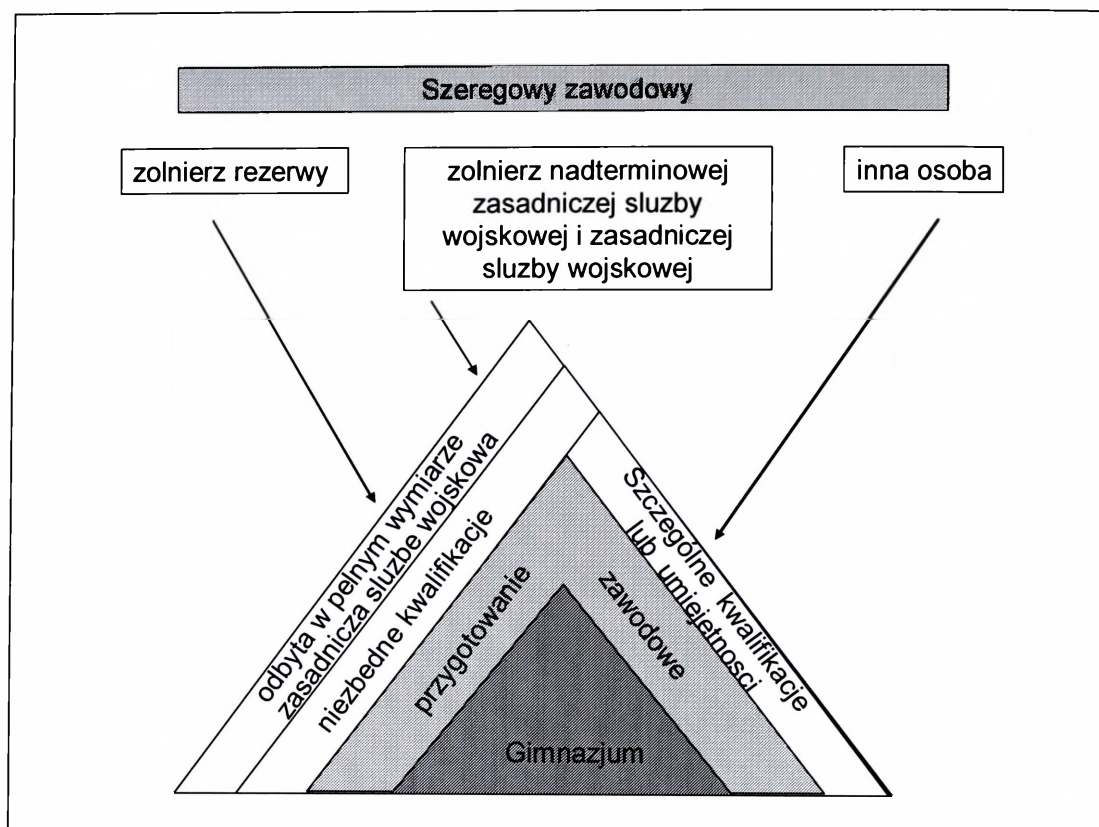 Szeregowy zawodowy
zolnierz rezerwy
zolnierz nadterminowej
zasadniczej sluzby
wojskowej i zasadniczej
sluzby wojskowej
inna osoba
odbyta w pelnym wymiarze
zasadnicza sluzbe wojskowa
niezbedne kwalifikacje
przygotowanie
zawodowe
Szczególne kwalifikacje
lub umiejetnosci
Gimnazjum